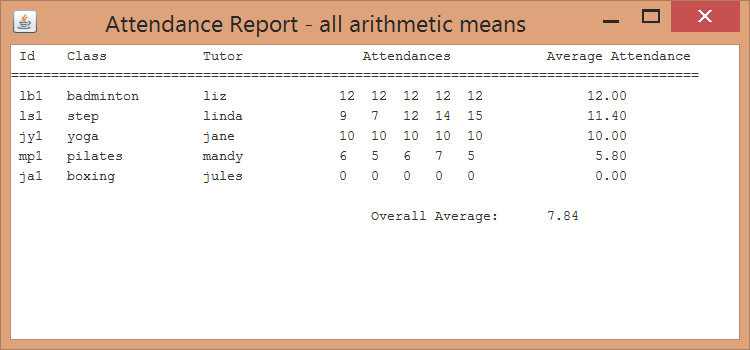 Attendance Report - all arithmetic means
Id Class Tutor Attendances Average Attendance
======================================================================================
lb1 badminton liz 12 12 12 12 12 12.00
ls1 step linda 9 7 12 14 15 11.40
jy1 yoga jane 10 10 10 10 10 10.00
mp1 pilates mandy 6 5 6 7 5 5.80
ja1 boxing jules 0 0 0 0 0 0.00
Overall Average: 7.84